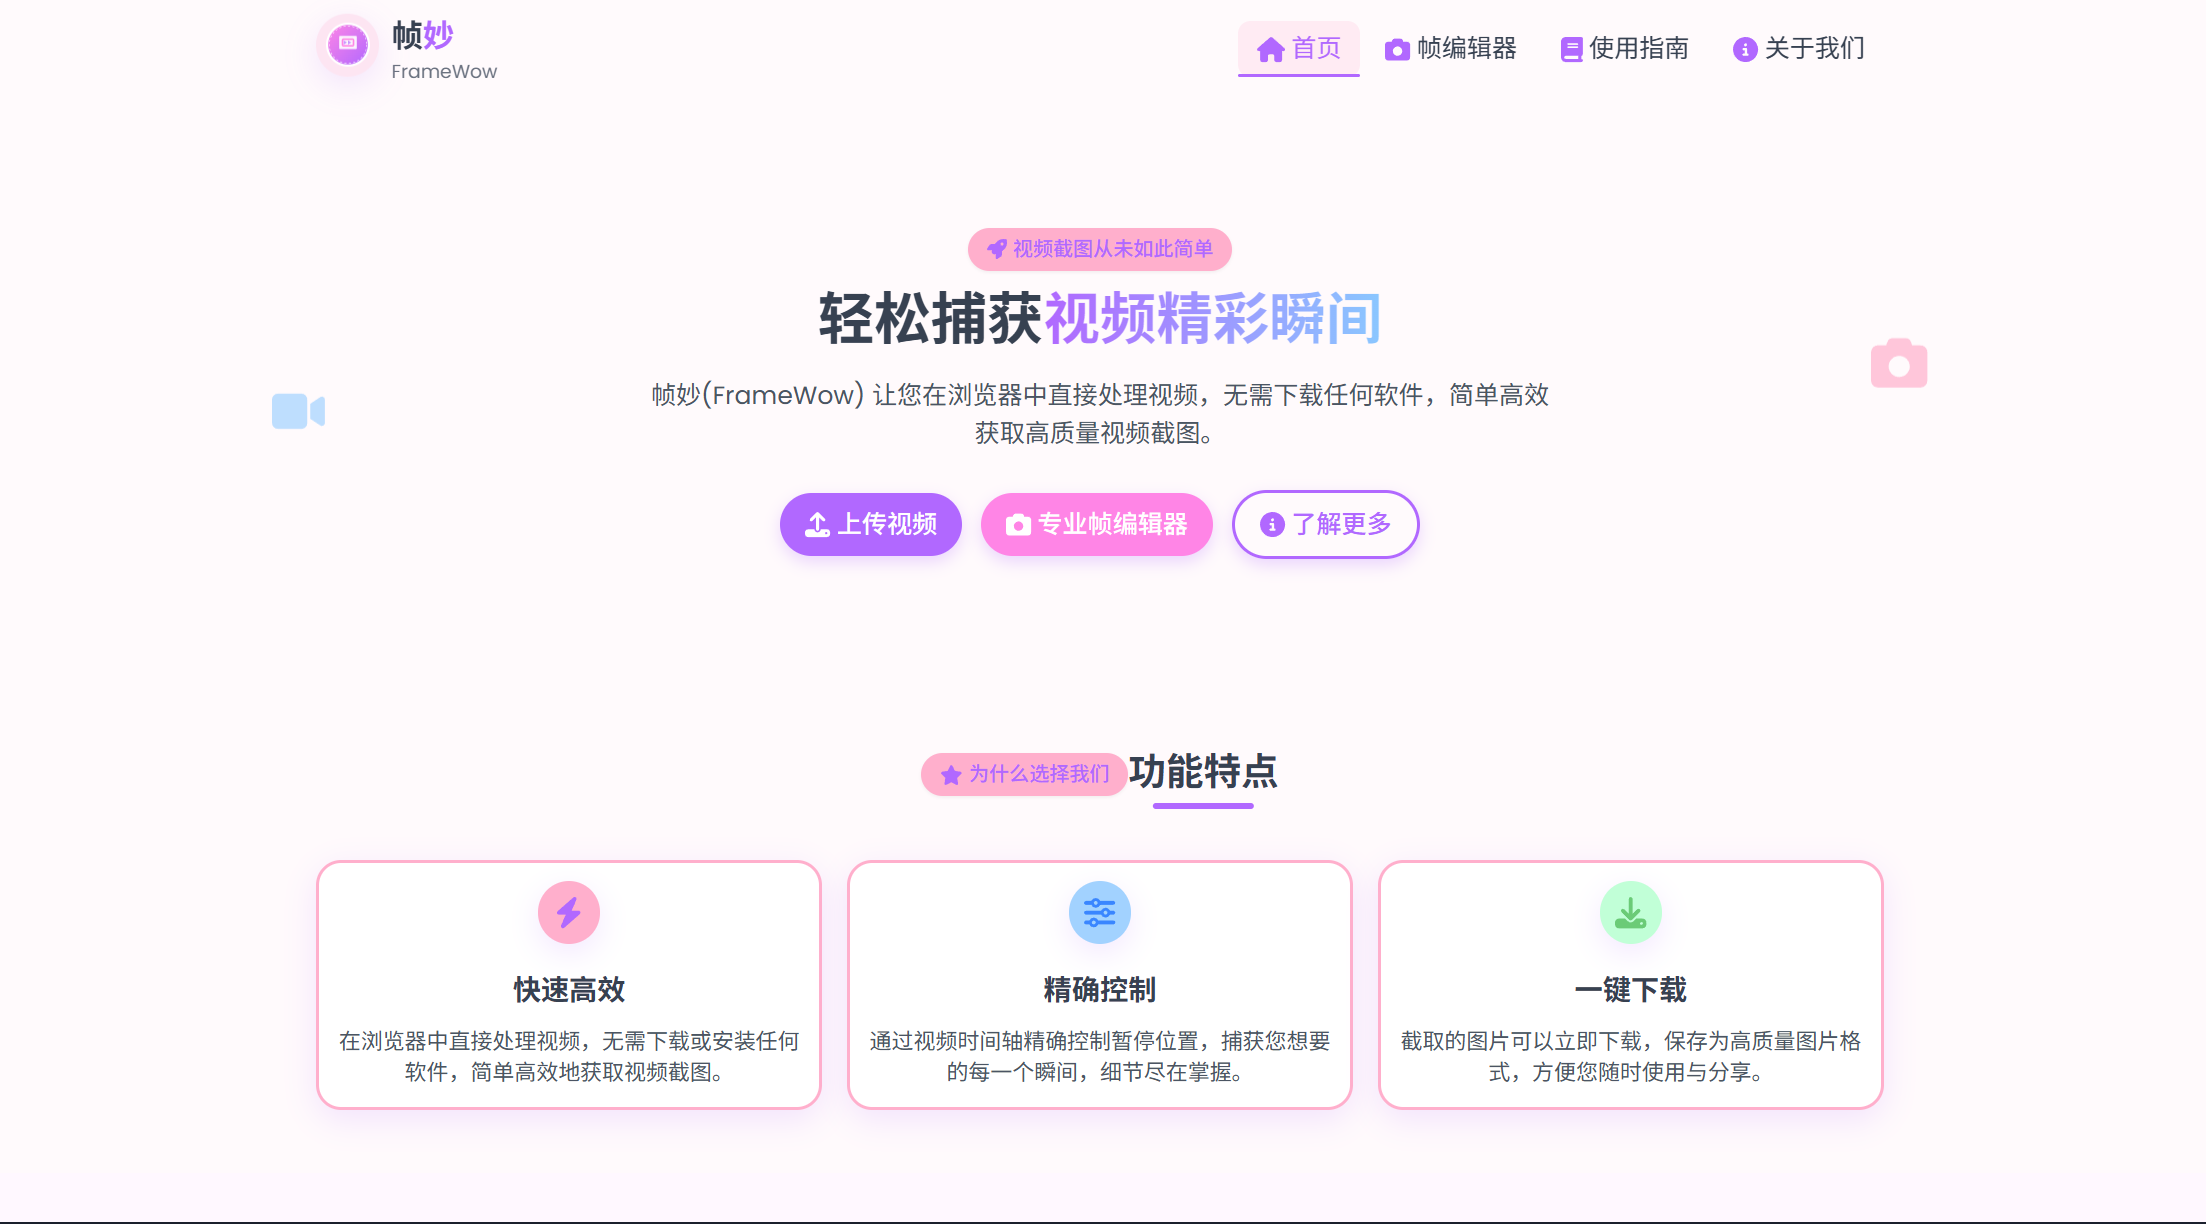 帧妙
FrameWow
首页
帧编辑器
使用指南
关于我们
视频截图从未如此简单
轻松捕获视频精彩瞬间
帧妙(FrameWow) 让您在浏览器中直接处理视频，无需下载任何软件，简单高效
获取高质量视频截图。
上传视频
专业帧编辑器
了解更多
为什么选择我们
功能特点
快速高效
在浏览器中直接处理视频，无需下载或安装任何
软件，简单高效地获取视频截图。
精确控制
通过视频时间轴精确控制暂停位置，捕获您想要
的每一个瞬间，细节尽在掌握。
一键下载
截取的图片可以立即下载，保存为高质量图片格
式，方便您随时使用与分享。